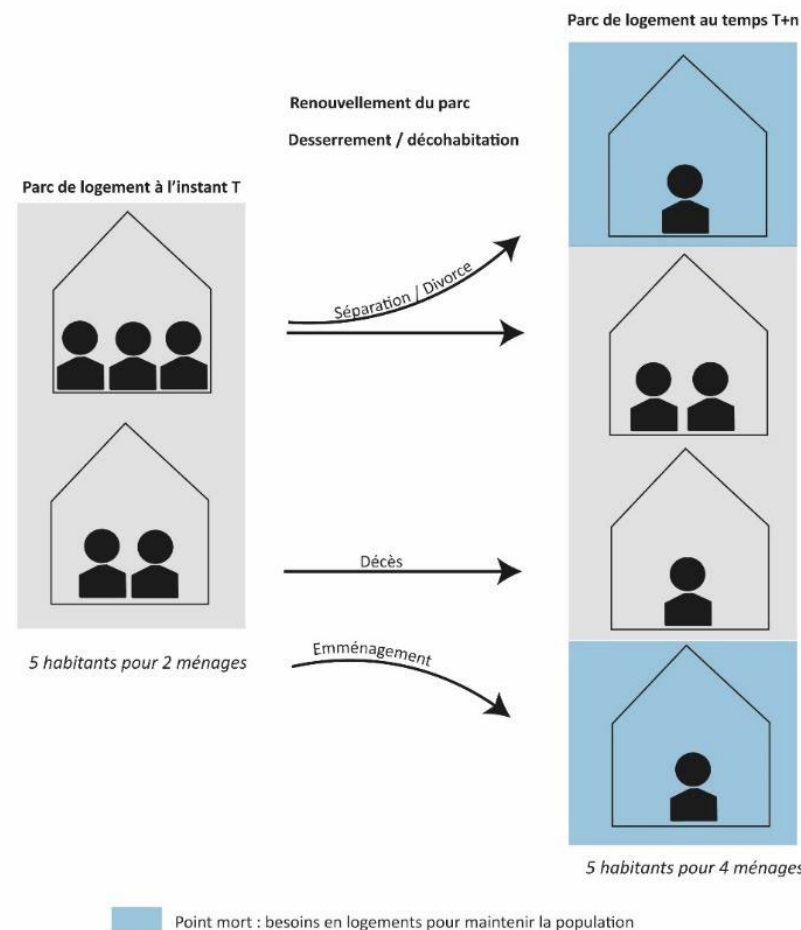 Parc de logement au temps T+n
Renouvellement du parc
Desserrement / décohabitation
Parc de logement à l'instant T
Séparation / Divorce
Décès
Emménagement
5 habitants pour 2 ménages
5 habitants pour 4 ménages
Point mort : besoins en logements pour maintenir la population